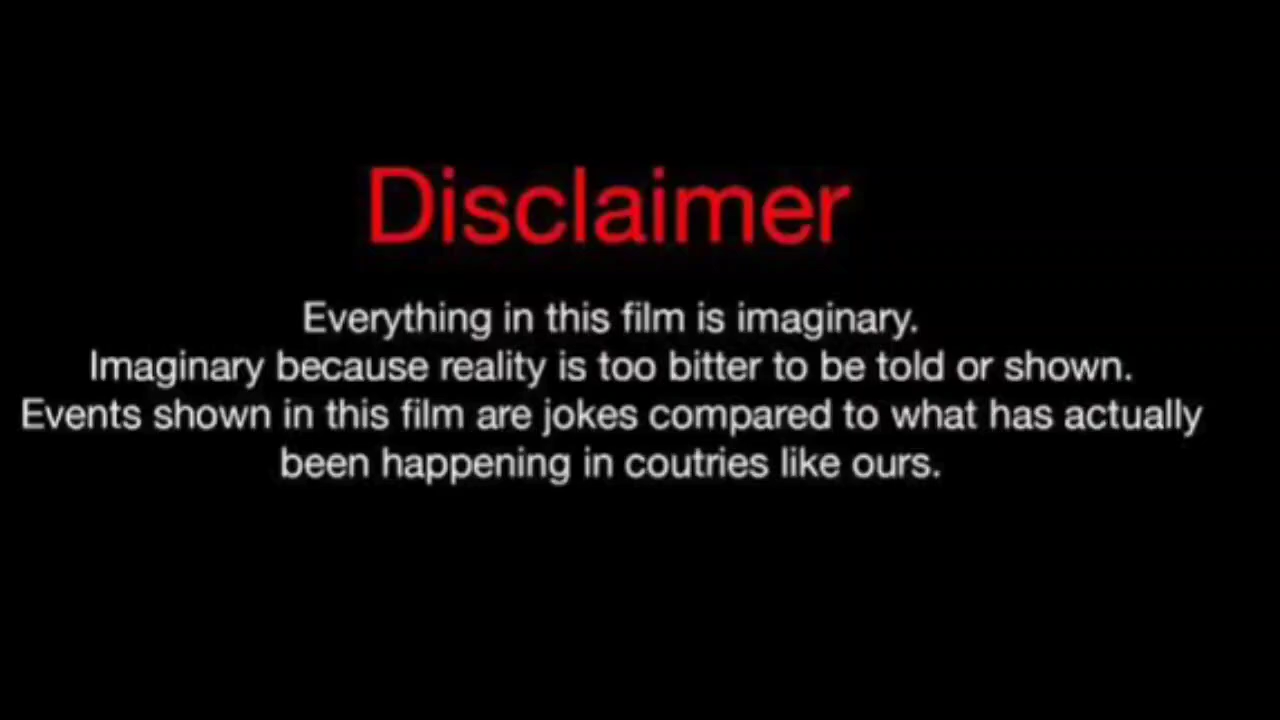 Disclaimer
Everything in this film is imaginary.
Imaginary because reality is too bitter to be told or shown.
Events shown in this film are jokes compared to what has actually
been happening in coutries like ours.